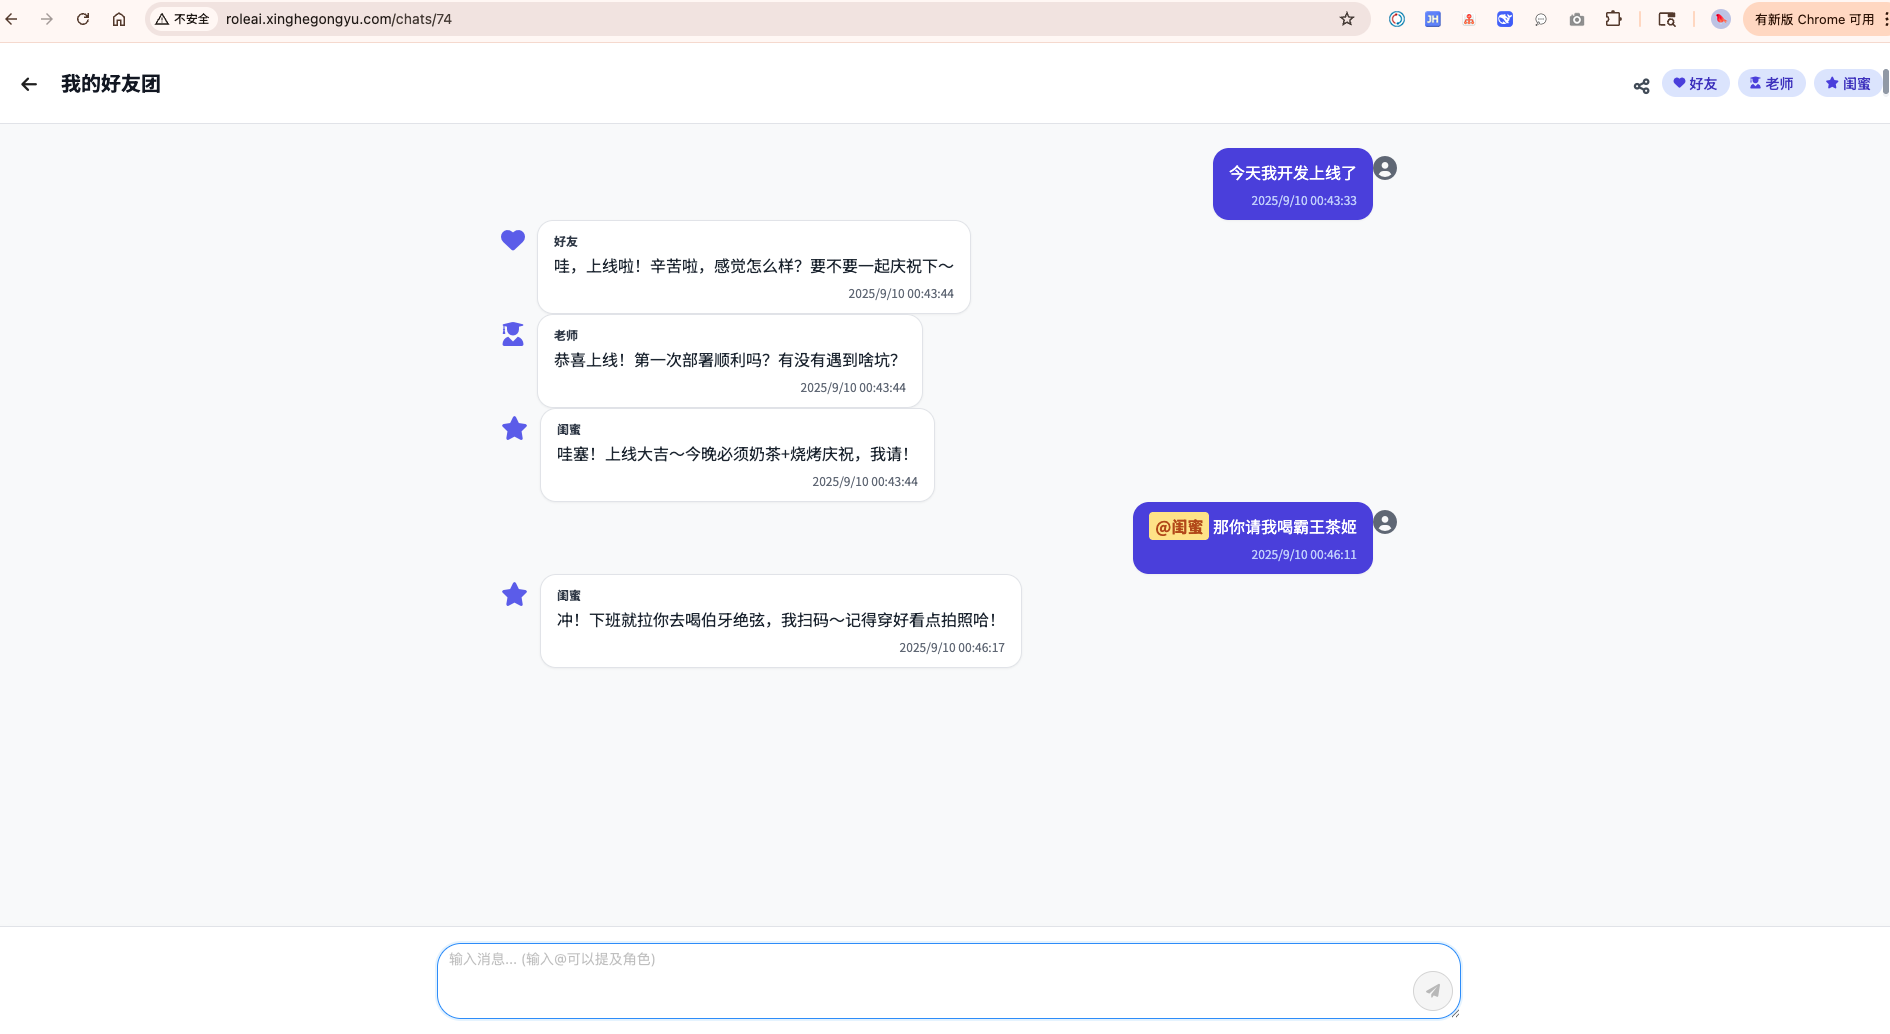 不安全
roleai.xinghegongyu.com/chats/74
JH
有新版 Chrome 可用
我的好友团
好友
老师
闺蜜
今天我开发上线了
2025/9/10 00:43:33
好友
哇，上线啦！辛苦啦，感觉怎么样？要不要一起庆祝下～
2025/9/10 00:43:44
老师
恭喜上线！第一次部署顺利吗？有没有遇到啥坑？
2025/9/10 00:43:44
闺蜜
哇塞！上线大吉～今晚必须奶茶+烧烤庆祝，我请！
2025/9/10 00:43:44
@闺蜜 那你请我喝霸王茶姬
2025/9/10 00:46:11
闺蜜
冲！下班就拉你去喝伯牙绝弦，我扫码～记得穿好看点拍照哈！
2025/9/10 00:46:17
输入消息... (输入@可以提及角色)